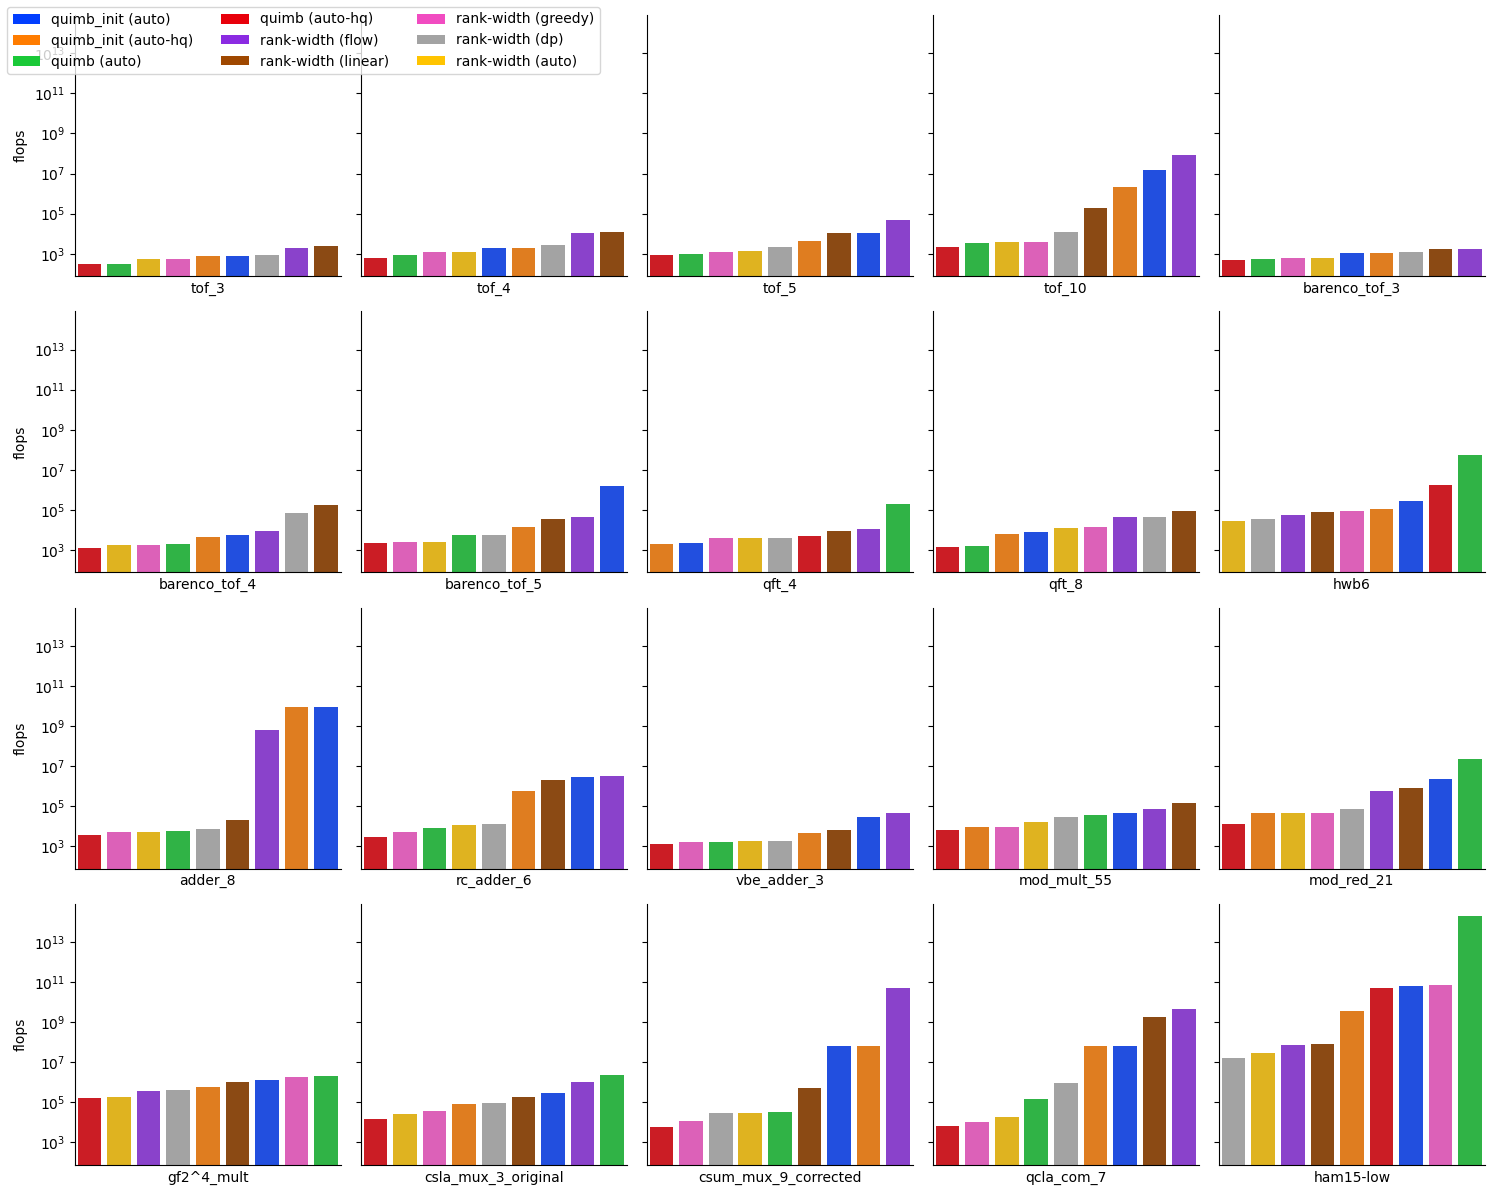 quimb_init (auto) quimb (auto-hq) rank-width (greedy)
quimb_init (auto-hq) rank-width (flow) rank-width (dp)
quimb (auto) rank-width (linear) rank-width (auto)
10^13
10^11
10^9
10^7
10^5
10^3
flops
tof_3 tof_4 tof_5 tof_10 barenco_tof_3
10^13
10^11
10^9
10^7
10^5
10^3
flops
barenco_tof_4 barenco_tof_5 qft_4 qft_8 hwb6
10^13
10^11
10^9
10^7
10^5
10^3
flops
adder_8 rc_adder_6 vbe_adder_3 mod_mult_55 mod_red_21
10^13
10^11
10^9
10^7
10^5
10^3
flops
gf2^4_mult csla_mux_3_original csum_mux_9_corrected qcla_com_7 ham15-low